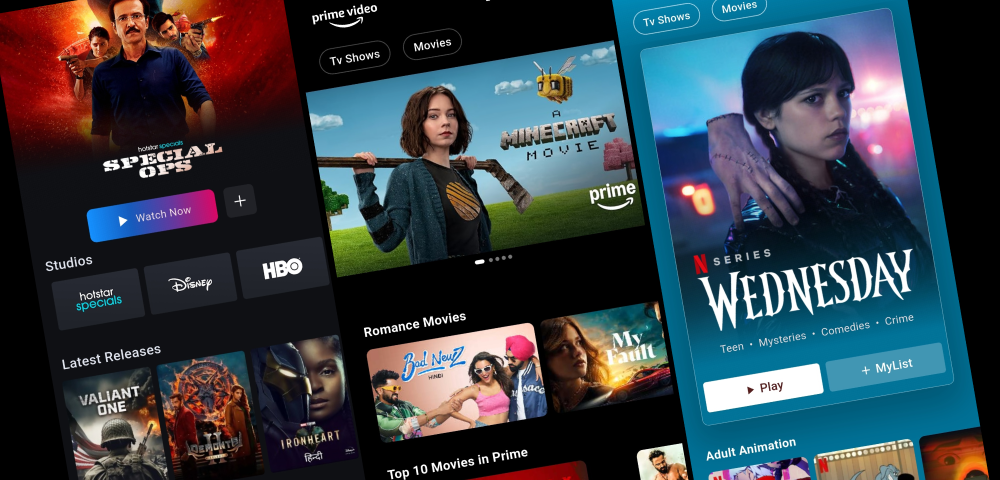 hotstar specials
SPECIAL
OPS
Watch Now
Studios
hotstar
specials
Disney
HBO
Latest Releases
VALIANT
ONE
IRONHEART
हिन्दी
prime video
Tv Shows
Movies
A
MINECRAFT
MOVIE
prime
Romance Movies
Bad Newz
HINDI
My
Fault
Top 10 Movies in Prime
Tv Shows
Movies
N SERIES
WEDNESDAY
Teen • Mysteries • Comedies • Crime
Play
+ MyList
Adult Animation
N